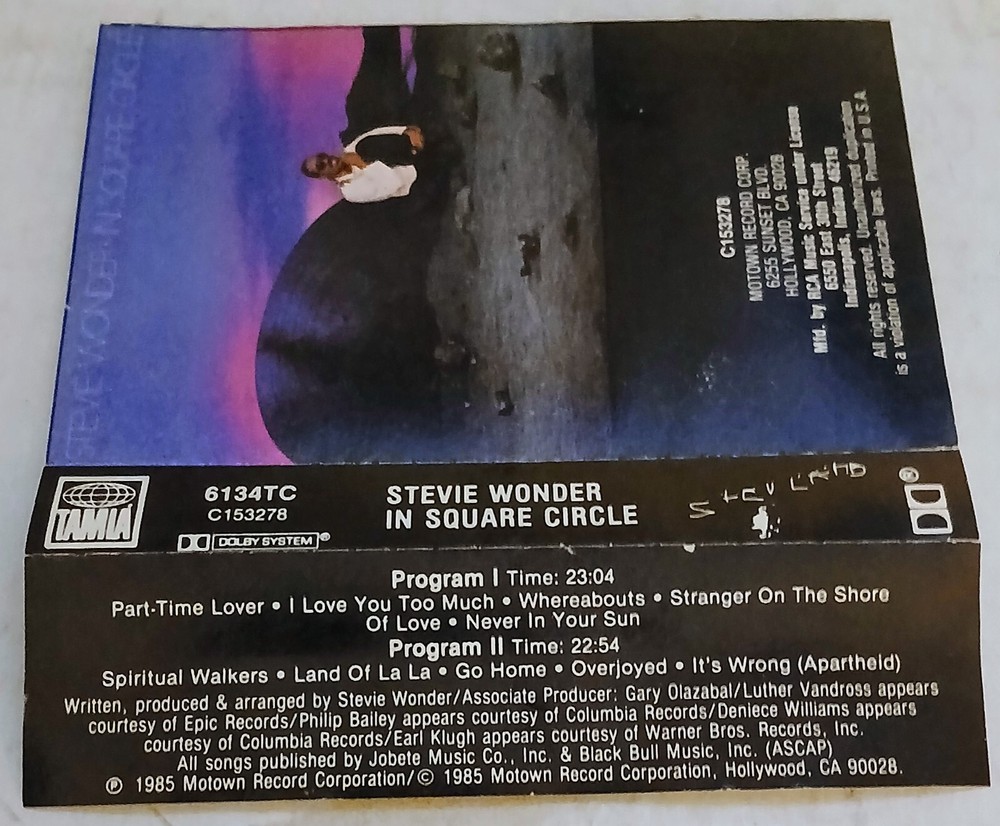 STEVIE WONDER·IN SQUARE CIRCLE
C153278
MOTOWN RECORD CORP.
6255 SUNSET BLVD.
HOLLYWOOD, CA 90028
Mfd. by RCA Music Service under License
6550 East 30th Street
Indianapolis, Indiana 46219
All rights reserved. Unauthorized duplication
is a violation of applicable laws. Printed in U.S.A
TAMLA
6134TC
C153278
DOLBY SYSTEM®
STEVIE WONDER
IN SQUARE CIRCLE
®
Program I Time: 23:04
Part-Time Lover • I Love You Too Much • Whereabouts • Stranger On The Shore
Of Love • Never In Your Sun
Program II Time: 22:54
Spiritual Walkers • Land Of La La • Go Home • Overjoyed • It's Wrong (Apartheid)
Written, produced & arranged by Stevie Wonder/Associate Producer: Gary Olazabal/Luther Vandross appears
courtesy of Epic Records/Philip Bailey appears courtesy of Columbia Records/Deniece Williams appears
courtesy of Columbia Records/Earl Klugh appears courtesy of Warner Bros. Records, Inc.
All songs published by Jobete Music Co., Inc. & Black Bull Music, Inc. (ASCAP)
℗ 1985 Motown Record Corporation/© 1985 Motown Record Corporation, Hollywood, CA 90028.